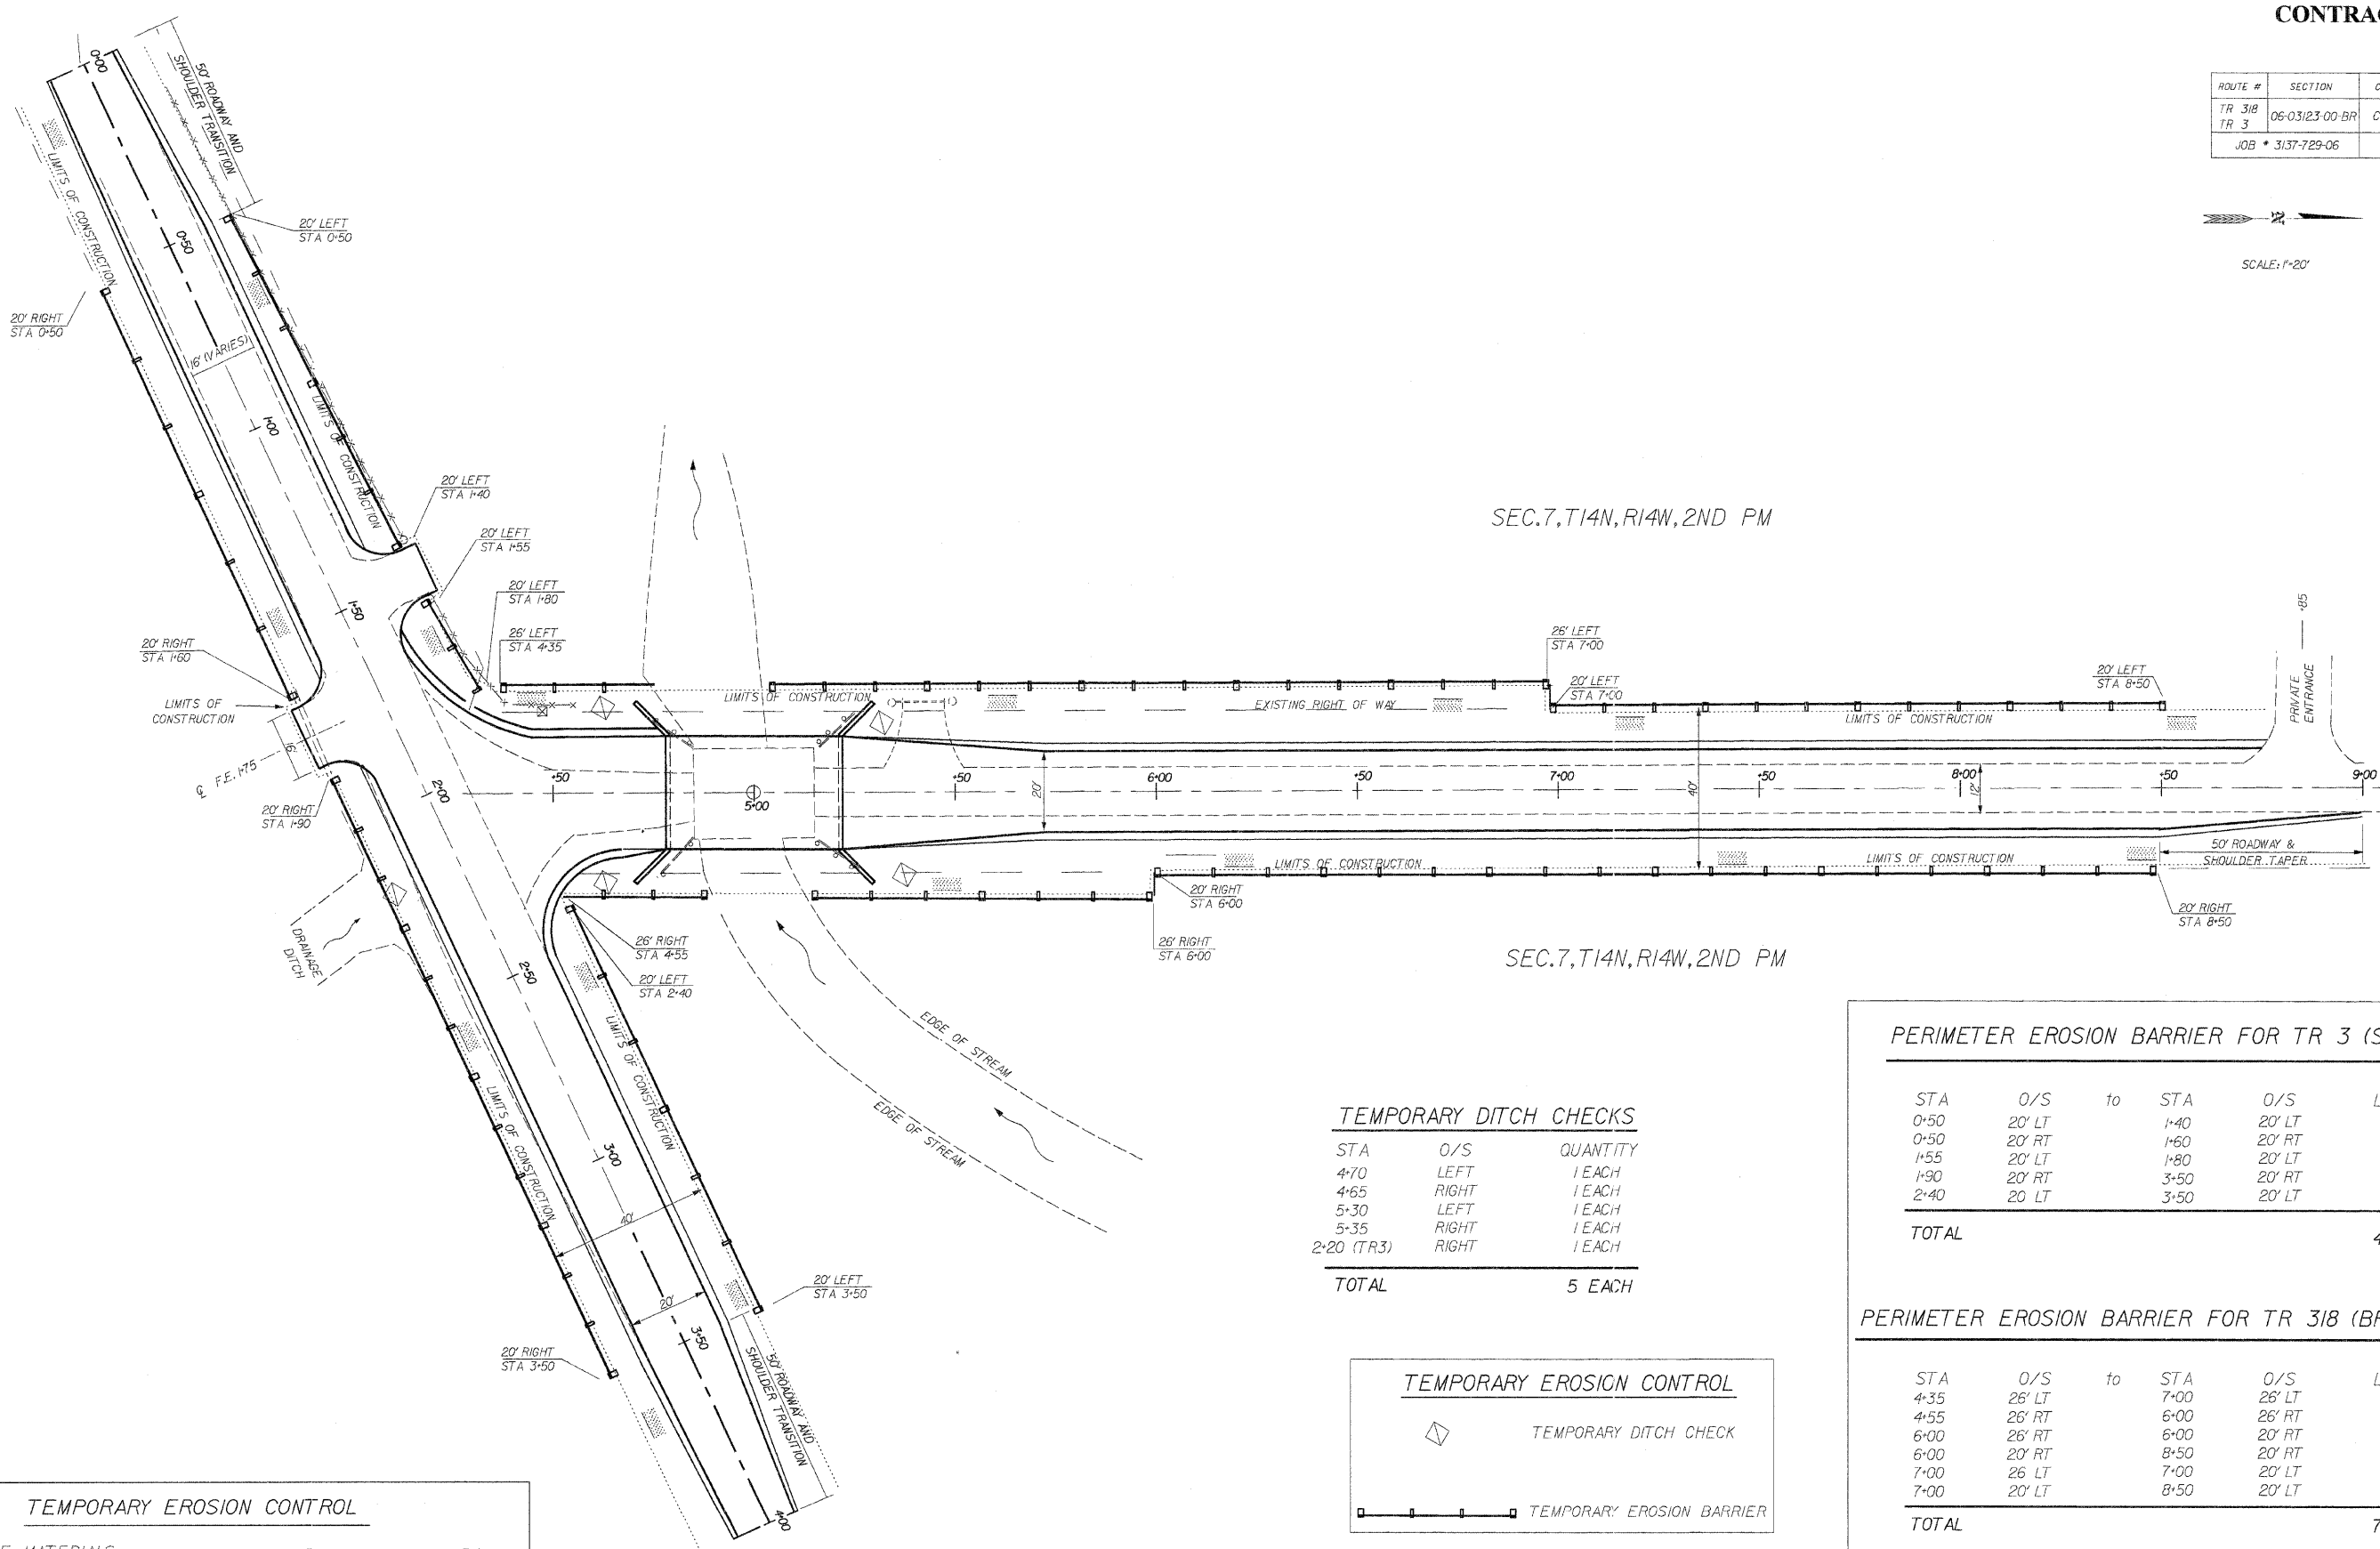 CONTRA
ROUTE # SECTION
TR 318
TR 3
06-03123-00-BR
JOB # 3137-729-06
SCALE: 1"=20'
0+00
50' ROADWAY AND
SHOULDER TRANSITION
LIMITS OF CONSTRUCTION
20' LEFT
STA 0+50
0+50
20' RIGHT
STA 0+50
16' (VARIES)
1+00
LIMITS OF CONSTRUCTION
20' LEFT
STA 1+40
20' LEFT
STA 1+55
20' LEFT
STA 1+80
26' LEFT
STA 4+35
1+50
20' RIGHT
STA 1+60
LIMITS OF
CONSTRUCTION
16'
℄ F.E. 1+75
20' RIGHT
STA 1+90
2+00
SEC.7,T14N,R14W,2ND PM
LIMITS OF CONSTRUCTION
EXISTING RIGHT OF WAY
26' LEFT
STA 7+00
20' LEFT
STA 7+00
LIMITS OF CONSTRUCTION
20' LEFT
STA 8+50
PRIVATE
ENTRANCE
+85
+50
5+00
+50
20'
6+00
+50
7+00
40'
+50
8+00
12'
+50
9+00
50' ROADWAY &
SHOULDER TAPER
LIMITS OF CONSTRUCTION
LIMITS OF CONSTRUCTION
20' RIGHT
STA 6+00
26' RIGHT
STA 6+00
20' RIGHT
STA 8+50
26' RIGHT
STA 4+55
20' LEFT
STA 2+40
DRAINAGE
DITCH
2+50
SEC.7,T14N,R14W,2ND PM
EDGE OF STREAM
EDGE OF STREAM
LIMITS OF CONSTRUCTION
LIMITS OF CONSTRUCTION
3+00
40'
20'
20' LEFT
STA 3+50
3+50
20' RIGHT
STA 3+50
50' ROADWAY AND
SHOULDER TRANSITION
4+00
TEMPORARY DITCH CHECKS
STA O/S QUANTITY
4+70 LEFT 1 EACH
4+65 RIGHT 1 EACH
5+30 LEFT 1 EACH
5+35 RIGHT 1 EACH
2+20 (TR3) RIGHT 1 EACH
TOTAL 5 EACH
TEMPORARY EROSION CONTROL
TEMPORARY DITCH CHECK
TEMPORARY EROSION BARRIER
PERIMETER EROSION BARRIER FOR TR 3 (S
STA O/S to STA O/S L
0+50 20' LT 1+40 20' LT
0+50 20' RT 1+60 20' RT
1+55 20' LT 1+80 20' LT
1+90 20' RT 3+50 20' RT
2+40 20 LT 3+50 20' LT
TOTAL 4
PERIMETER EROSION BARRIER FOR TR 318 (BR
STA O/S to STA O/S L
4+35 26' LT 7+00 26' LT
4+55 26' RT 6+00 26' RT
6+00 26' RT 6+00 20' RT
6+00 20' RT 8+50 20' RT
7+00 26 LT 7+00 20' LT
7+00 20' LT 8+50 20' LT
TOTAL 7
TEMPORARY EROSION CONTROL